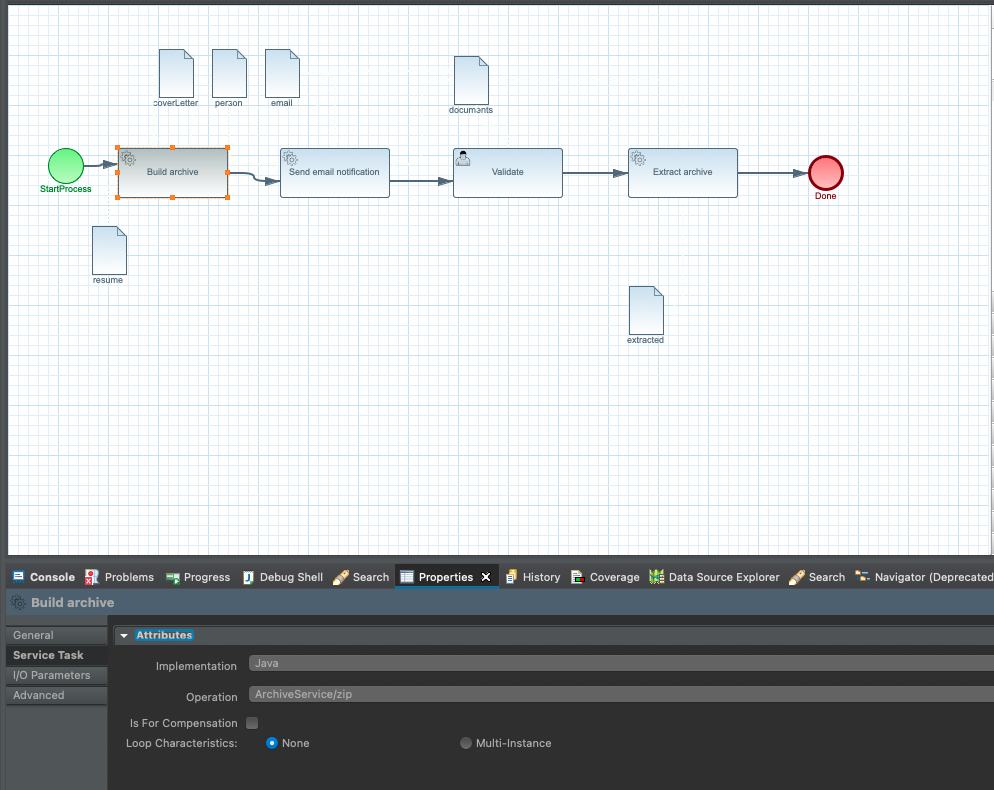 coverLetter
person
email
documents
StartProcess
Build archive
Send email notification
Validate
Extract archive
Done
resume
extracted
Console
Problems
Progress
Debug Shell
Search
Properties
History
Coverage
Data Source Explorer
Search
Navigator (Deprecated
Build archive
General
Service Task
I/O Parameters
Advanced
Attributes
Implementation
Java
Operation
ArchiveService/zip
Is For Compensation
Loop Characteristics:
None
Multi-Instance